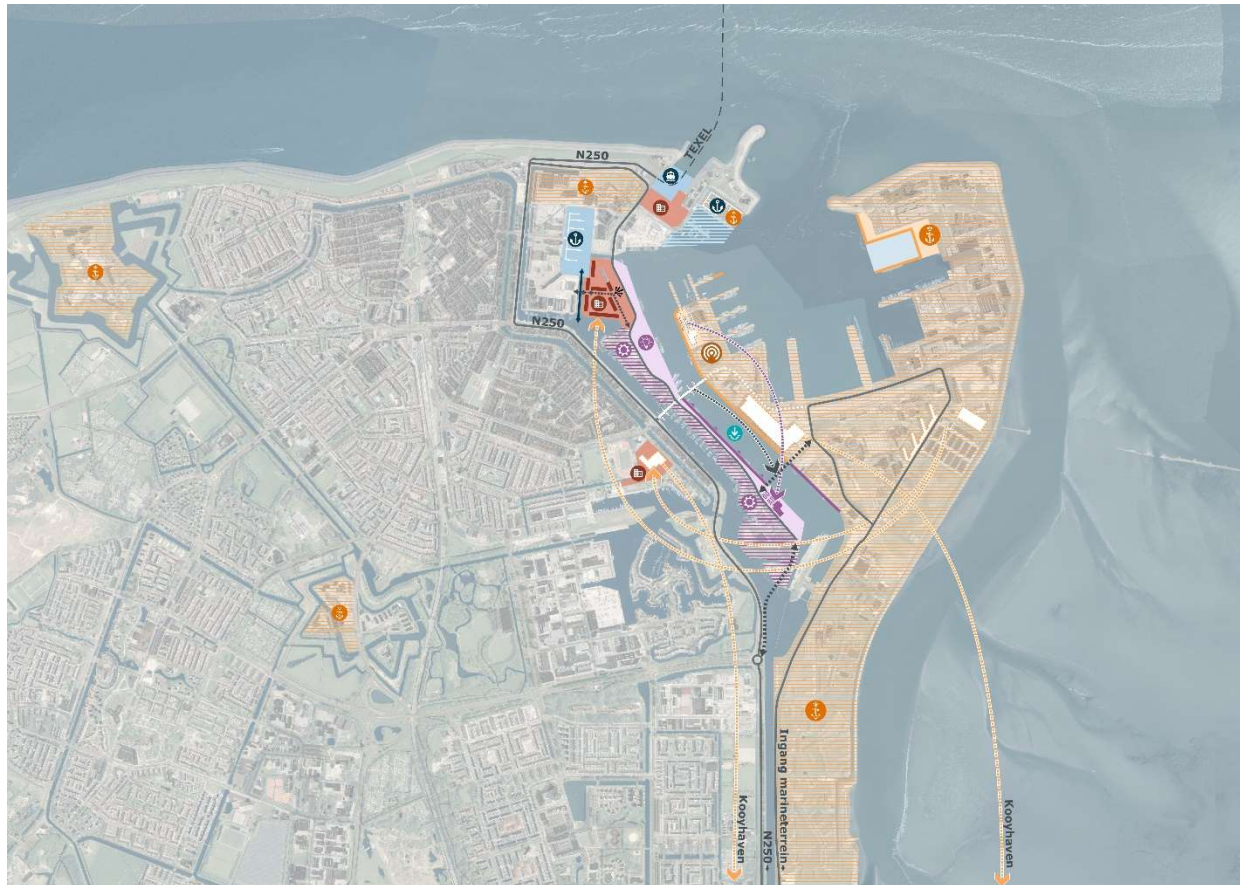 TEXEL
N250
N250
Kooyhaven
N250→
Ingang marineterrein→
Kooyhaven